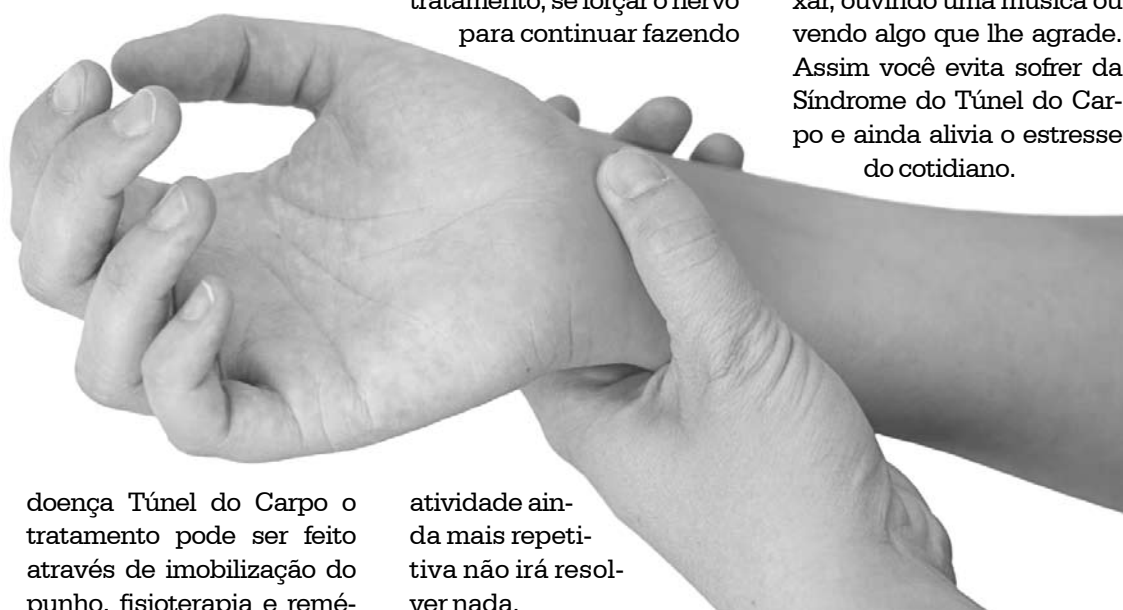 doença Túnel do Carpo o
tratamento pode ser feito
através de imobilização do
punho, fisioterapia e remé-
tratamento, se forçar o nervo
para continuar fazendo
atividade ain-
da mais repeti-
tiva não irá resol-
ver nada.
xar, ouvindo uma música ou
vendo algo que lhe agrade.
Assim você evita sofrer da
Síndrome do Túnel do Car-
po e ainda alivia o estresse
do cotidiano.